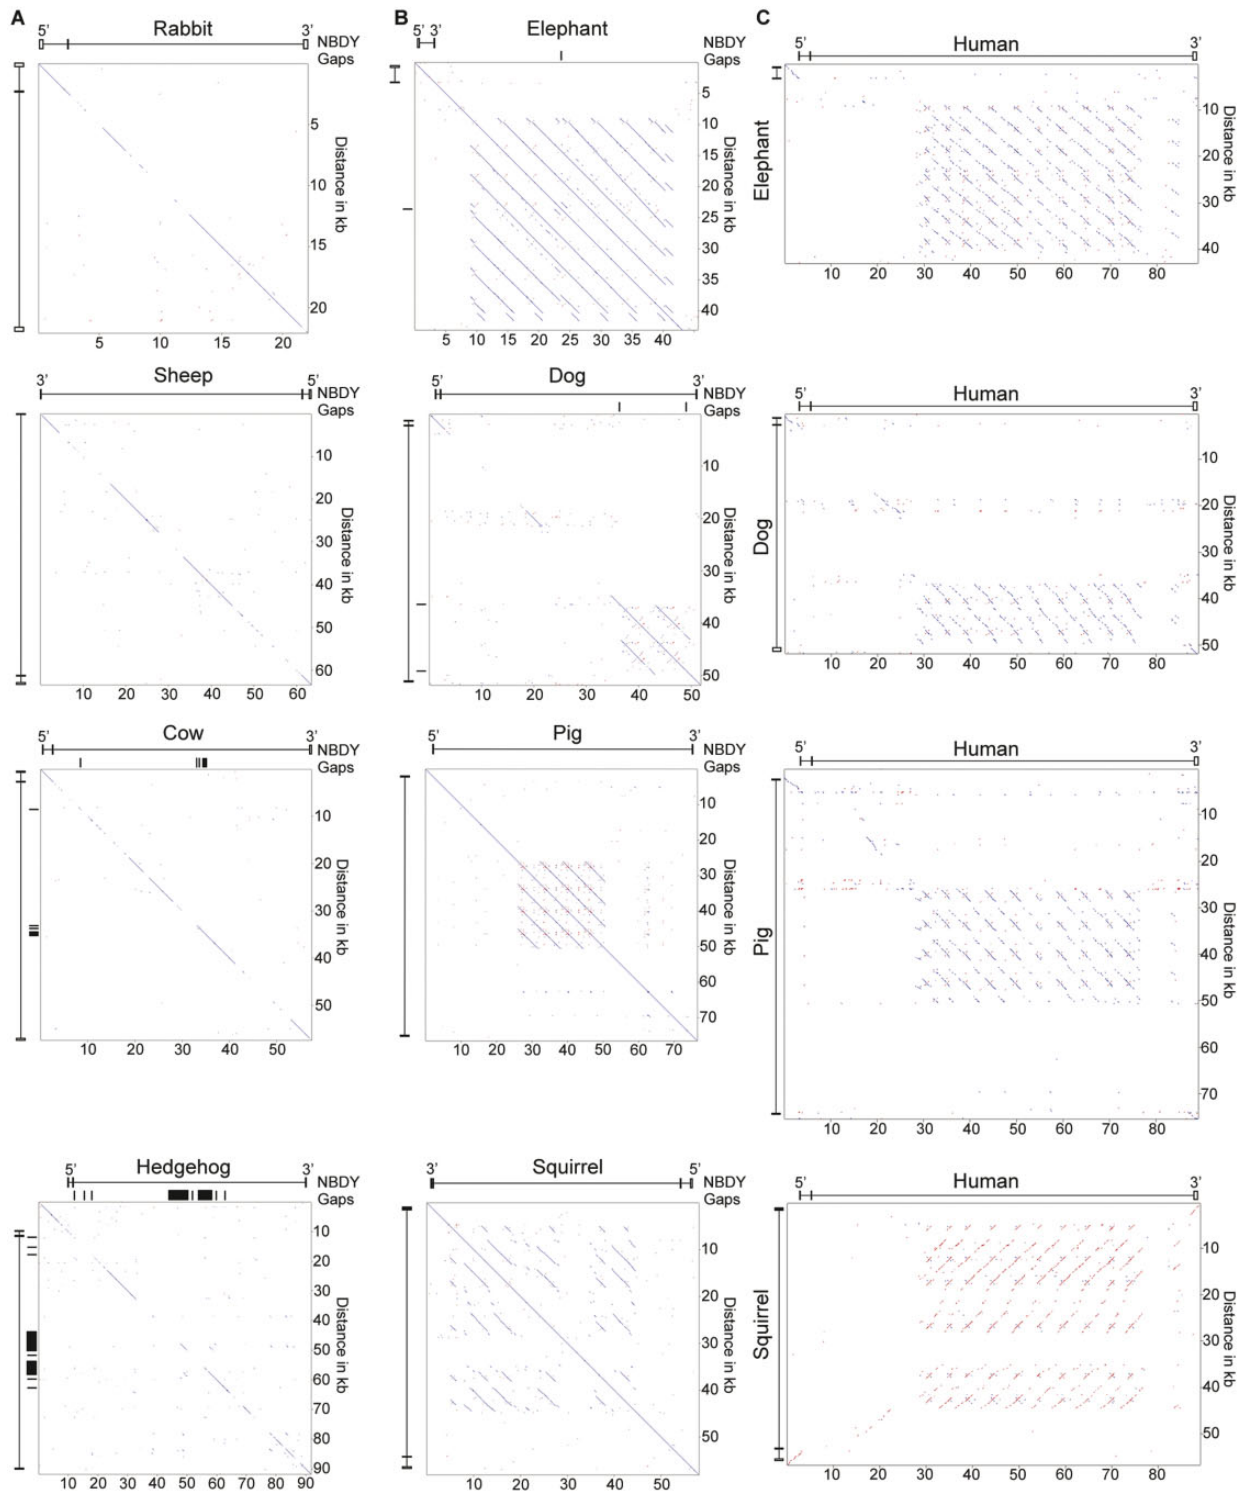 A
B
C
5' Rabbit 3'
NBDY
Gaps
5
10
15
20
Distance in kb
5 10 15 20
5' 3' Elephant
NBDY
Gaps
5
10
15
20
25
30
35
40
Distance in kb
5 10 15 20 25 30 35 40
5' Human 3'
Elephant
10
20
30
40
Distance in kb
10 20 30 40 50 60 70 80
3' Sheep 5'
NBDY
Gaps
10
20
30
40
50
60
Distance in kb
10 20 30 40 50 60
5' Dog 3'
NBDY
Gaps
10
20
30
40
50
Distance in kb
10 20 30 40 50
5' Human 3'
Dog
10
20
30
40
50
Distance in kb
10 20 30 40 50 60 70 80
5' Cow 3'
NBDY
Gaps
10
20
30
40
50
Distance in kb
10 20 30 40 50
5' Pig 3'
NBDY
Gaps
10
20
30
40
50
60
70
Distance in kb
10 20 30 40 50 60 70
5' Human 3'
Pig
10
20
30
40
50
60
70
Distance in kb
10 20 30 40 50 60 70 80
5' Hedgehog 3'
NBDY
Gaps
10
20
30
40
50
60
70
80
90
Distance in kb
10 20 30 40 50 60 70 80 90
3' Squirrel 5'
NBDY
Gaps
10
20
30
40
50
Distance in kb
10 20 30 40 50
5' Human 3'
Squirrel
10
20
30
40
50
Distance in kb
10 20 30 40 50 60 70 80